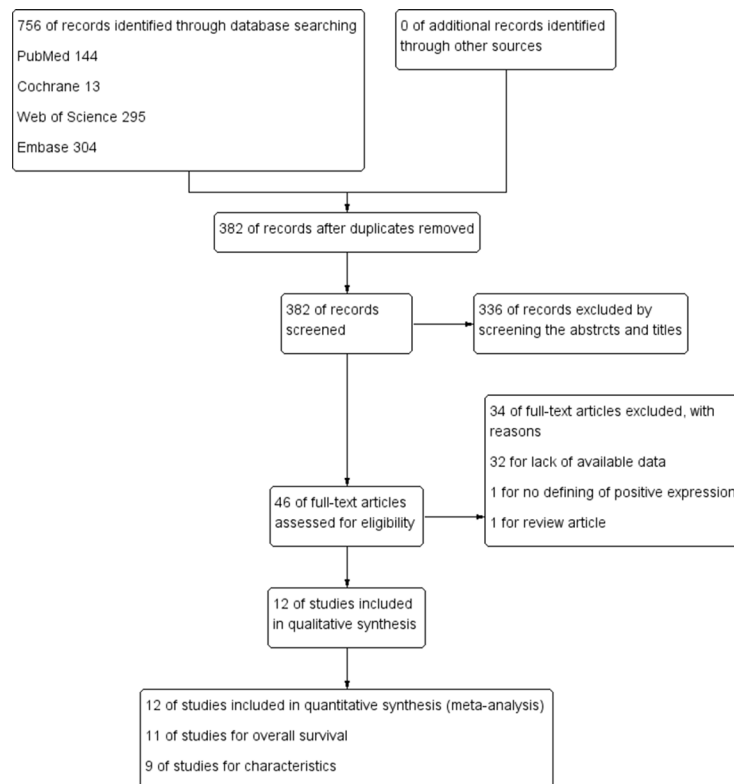 756 of records identified through database searching
PubMed 144
Cochrane 13
Web of Science 295
Embase 304
0 of additional records identified
through other sources
382 of records after duplicates removed
382 of records
screened
336 of records excluded by
screening the abstrcts and titles
34 of full-text articles excluded, with
reasons
32 for lack of available data
1 for no defining of positive expression
1 for review article
46 of full-text articles
assessed for eligibility
12 of studies included
in qualitative synthesis
12 of studies included in quantitative synthesis (meta-analysis)
11 of studies for overall survival
9 of studies for characteristics